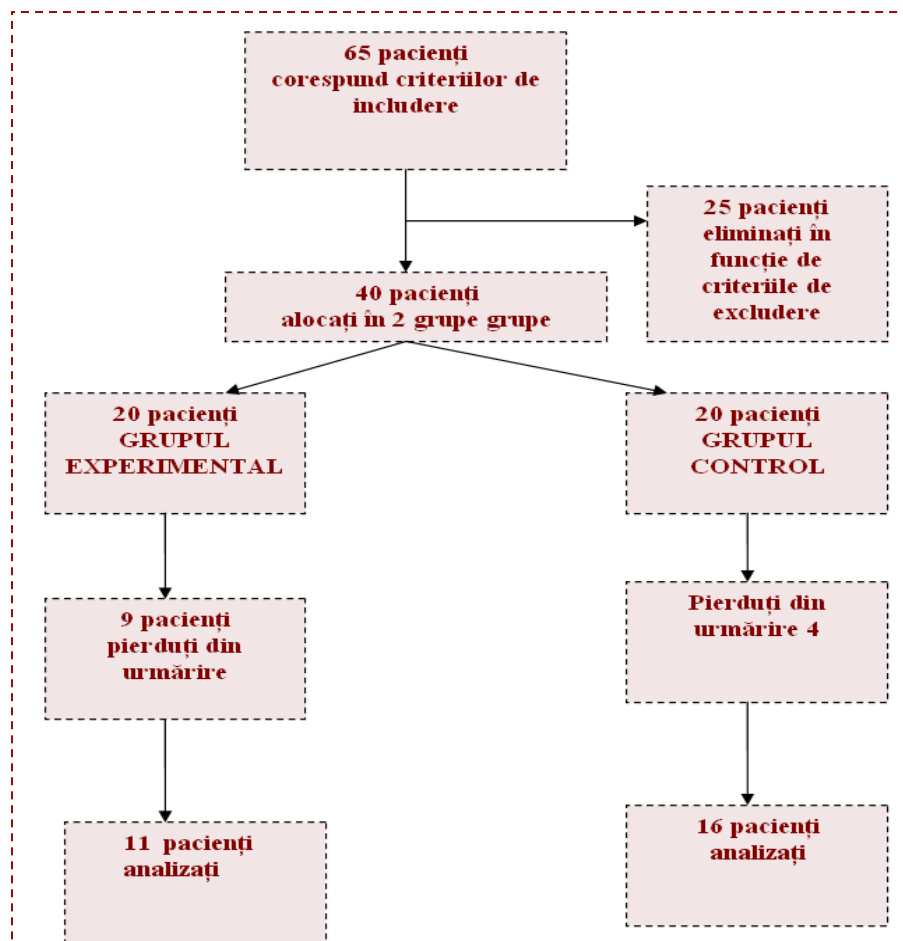 65 pacienți
corespund criteriilor de
includere
25 pacienți
eliminați în
funcție de
criteriile de
excludere
40 pacienți
alocați în 2 grupe grupe
20 pacienți
GRUPUL
EXPERIMENTAL
20 pacienți
GRUPUL
CONTROL
9 pacienți
pierduți din
urmărire
Pierduți din
urmărire 4
11 pacienți
analizați
16 pacienți
analizați